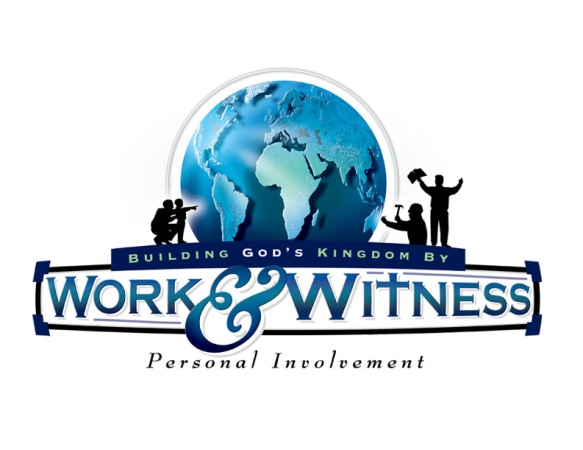 Building God's Kingdom By
Work & Witness
Personal Involvement